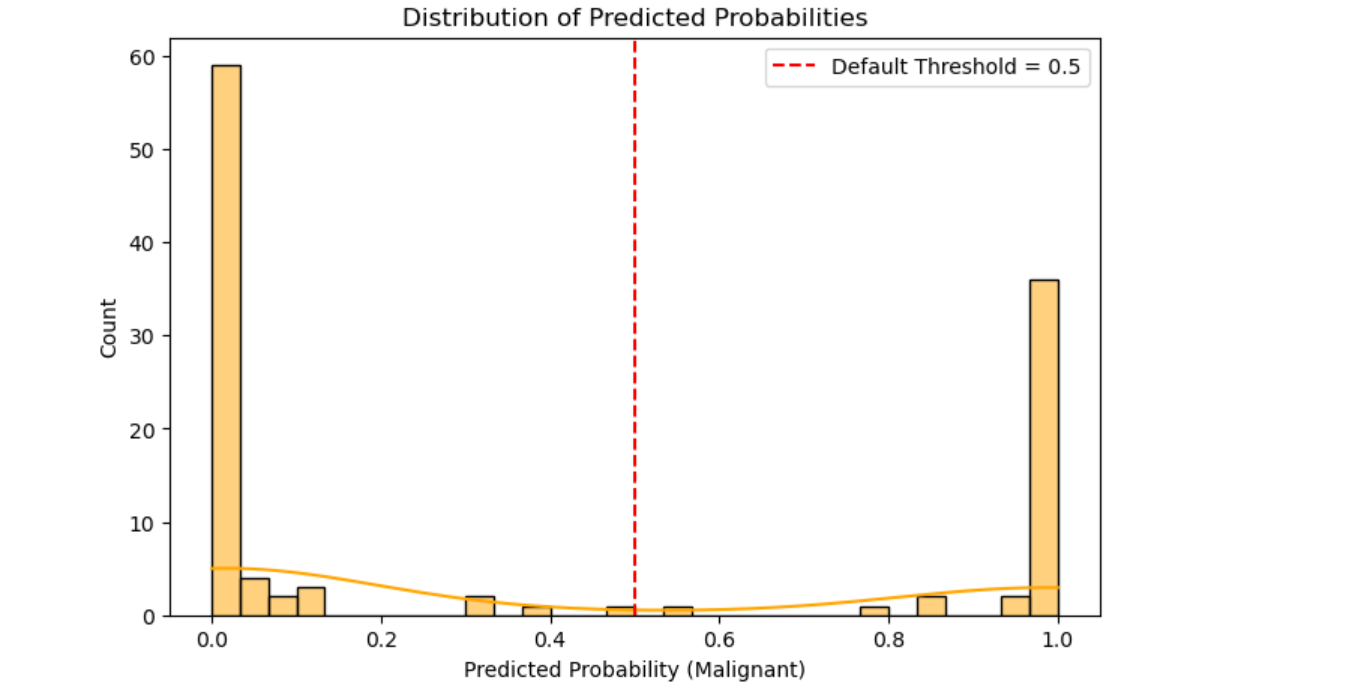 Distribution of Predicted Probabilities
Default Threshold = 0.5
60
50
40
30
20
10
0
Count
0.0 0.2 0.4 0.6 0.8 1.0
Predicted Probability (Malignant)